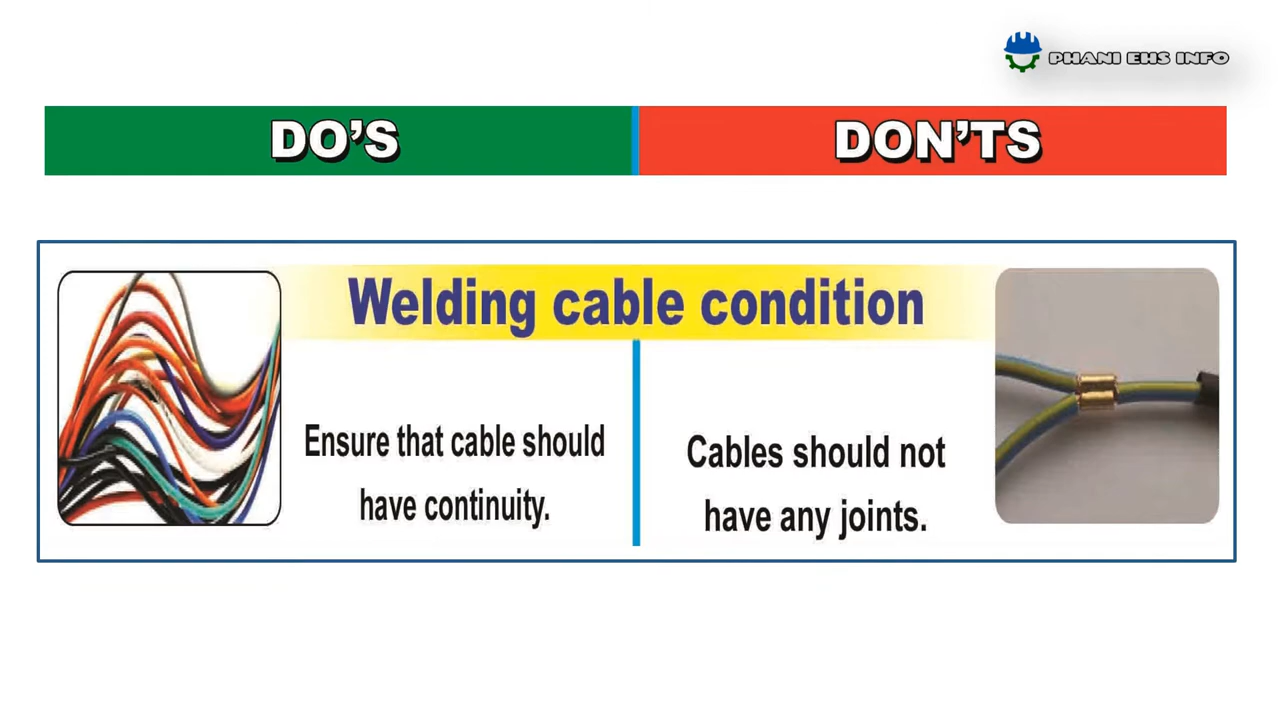 PHANI EHS INFO
DO'S
DON'TS
Welding cable condition
Ensure that cable should
have continuity.
Cables should not
have any joints.